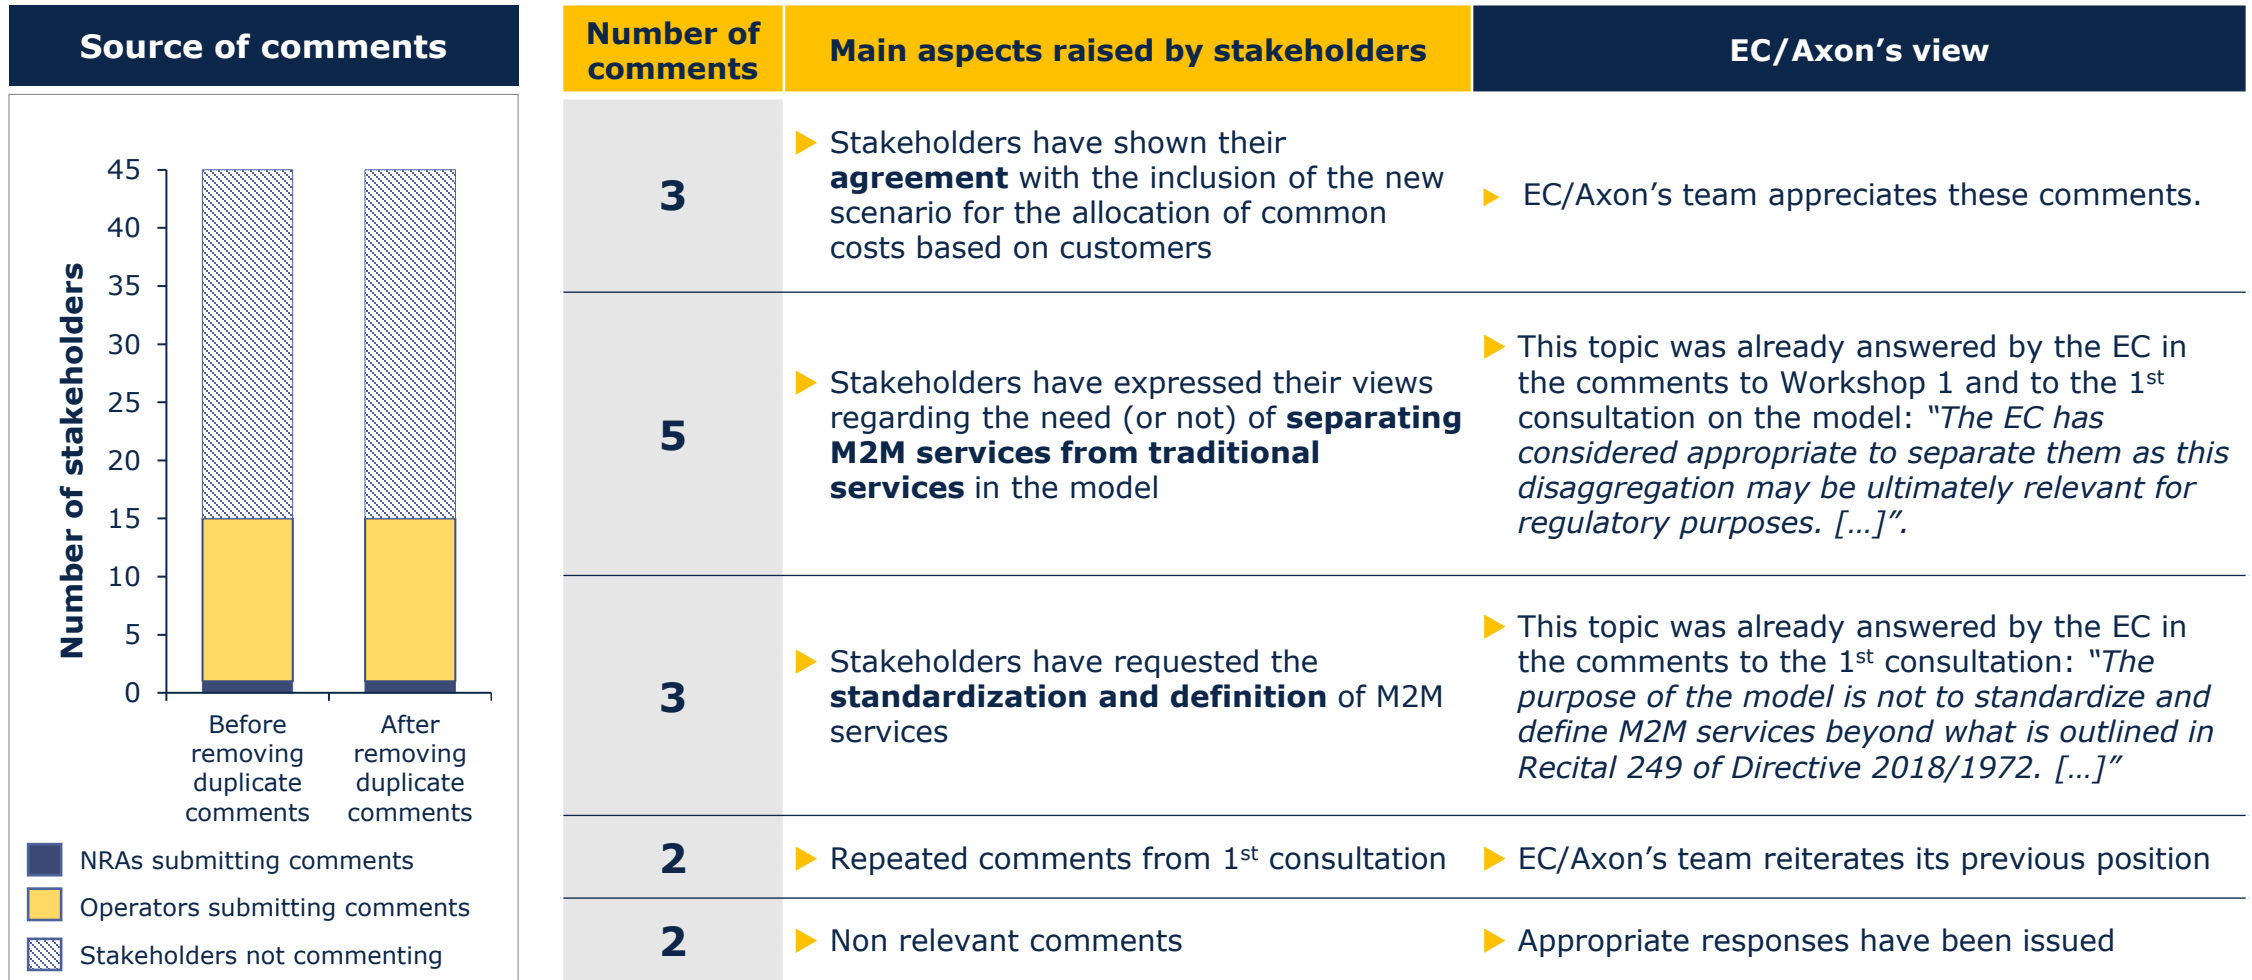 Source of comments
Number of stakeholders
45
40
35
30
25
20
15
10
5
0
Before
removing
duplicate
comments
After
removing
duplicate
comments
NRAs submitting comments
Operators submitting comments
Stakeholders not commenting
Number of
comments
Main aspects raised by stakeholders
EC/Axon’s view
3
Stakeholders have shown their
agreement with the inclusion of the new
scenario for the allocation of common
costs based on customers
EC/Axon’s team appreciates these comments.
5
Stakeholders have expressed their views
regarding the need (or not) of separating
M2M services from traditional
services in the model
This topic was already answered by the EC in
the comments to Workshop 1 and to the 1st
consultation on the model: “The EC has
considered appropriate to separate them as this
disaggregation may be ultimately relevant for
regulatory purposes. […]”.
3
Stakeholders have requested the
standardization and definition of M2M
services
This topic was already answered by the EC in
the comments to the 1st consultation: “The
purpose of the model is not to standardize and
define M2M services beyond what is outlined in
Recital 249 of Directive 2018/1972. […]”
2
Repeated comments from 1st consultation
EC/Axon’s team reiterates its previous position
2
Non relevant comments
Appropriate responses have been issued